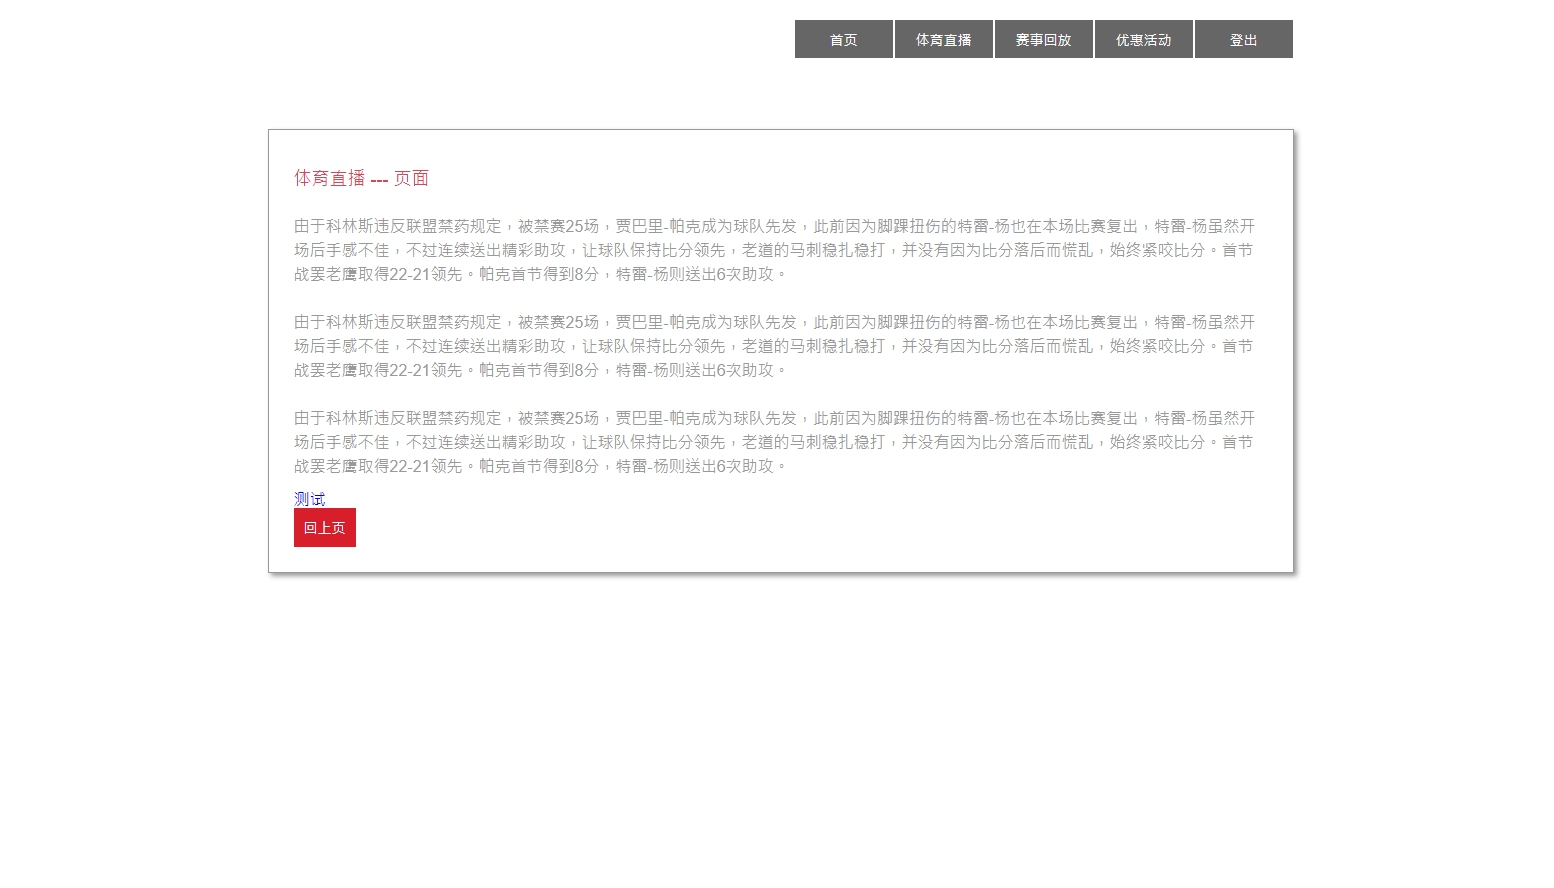 首页 体育直播 赛事回放 优惠活动 登出
体育直播 --- 页面
由于科林斯违反联盟禁药规定，被禁赛25场，贾巴里-帕克成为球队先发，此前因为脚踝扭伤的特雷-杨也在本场比赛复出，特雷-杨虽然开
场后手感不佳，不过连续送出精彩助攻，让球队保持比分领先，老道的马刺稳扎稳打，并没有因为比分落后而慌乱，始终紧咬比分。首节
战罢老鹰取得22-21领先。帕克首节得到8分，特雷-杨则送出6次助攻。
由于科林斯违反联盟禁药规定，被禁赛25场，贾巴里-帕克成为球队先发，此前因为脚踝扭伤的特雷-杨也在本场比赛复出，特雷-杨虽然开
场后手感不佳，不过连续送出精彩助攻，让球队保持比分领先，老道的马刺稳扎稳打，并没有因为比分落后而慌乱，始终紧咬比分。首节
战罢老鹰取得22-21领先。帕克首节得到8分，特雷-杨则送出6次助攻。
由于科林斯违反联盟禁药规定，被禁赛25场，贾巴里-帕克成为球队先发，此前因为脚踝扭伤的特雷-杨也在本场比赛复出，特雷-杨虽然开
场后手感不佳，不过连续送出精彩助攻，让球队保持比分领先，老道的马刺稳扎稳打，并没有因为比分落后而慌乱，始终紧咬比分。首节
战罢老鹰取得22-21领先。帕克首节得到8分，特雷-杨则送出6次助攻。
测试
回上页